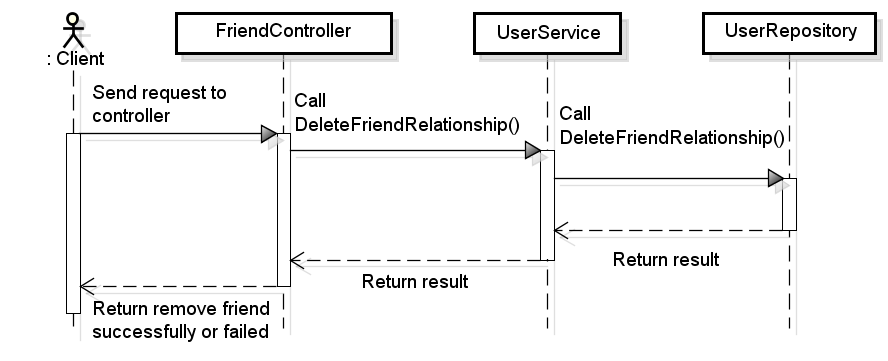 FriendController
UserService
UserRepository
: Client
Send request to
controller
Call
DeleteFriendRelationship()
Call
DeleteFriendRelationship()
Return result
Return result
Return remove friend
successfully or failed